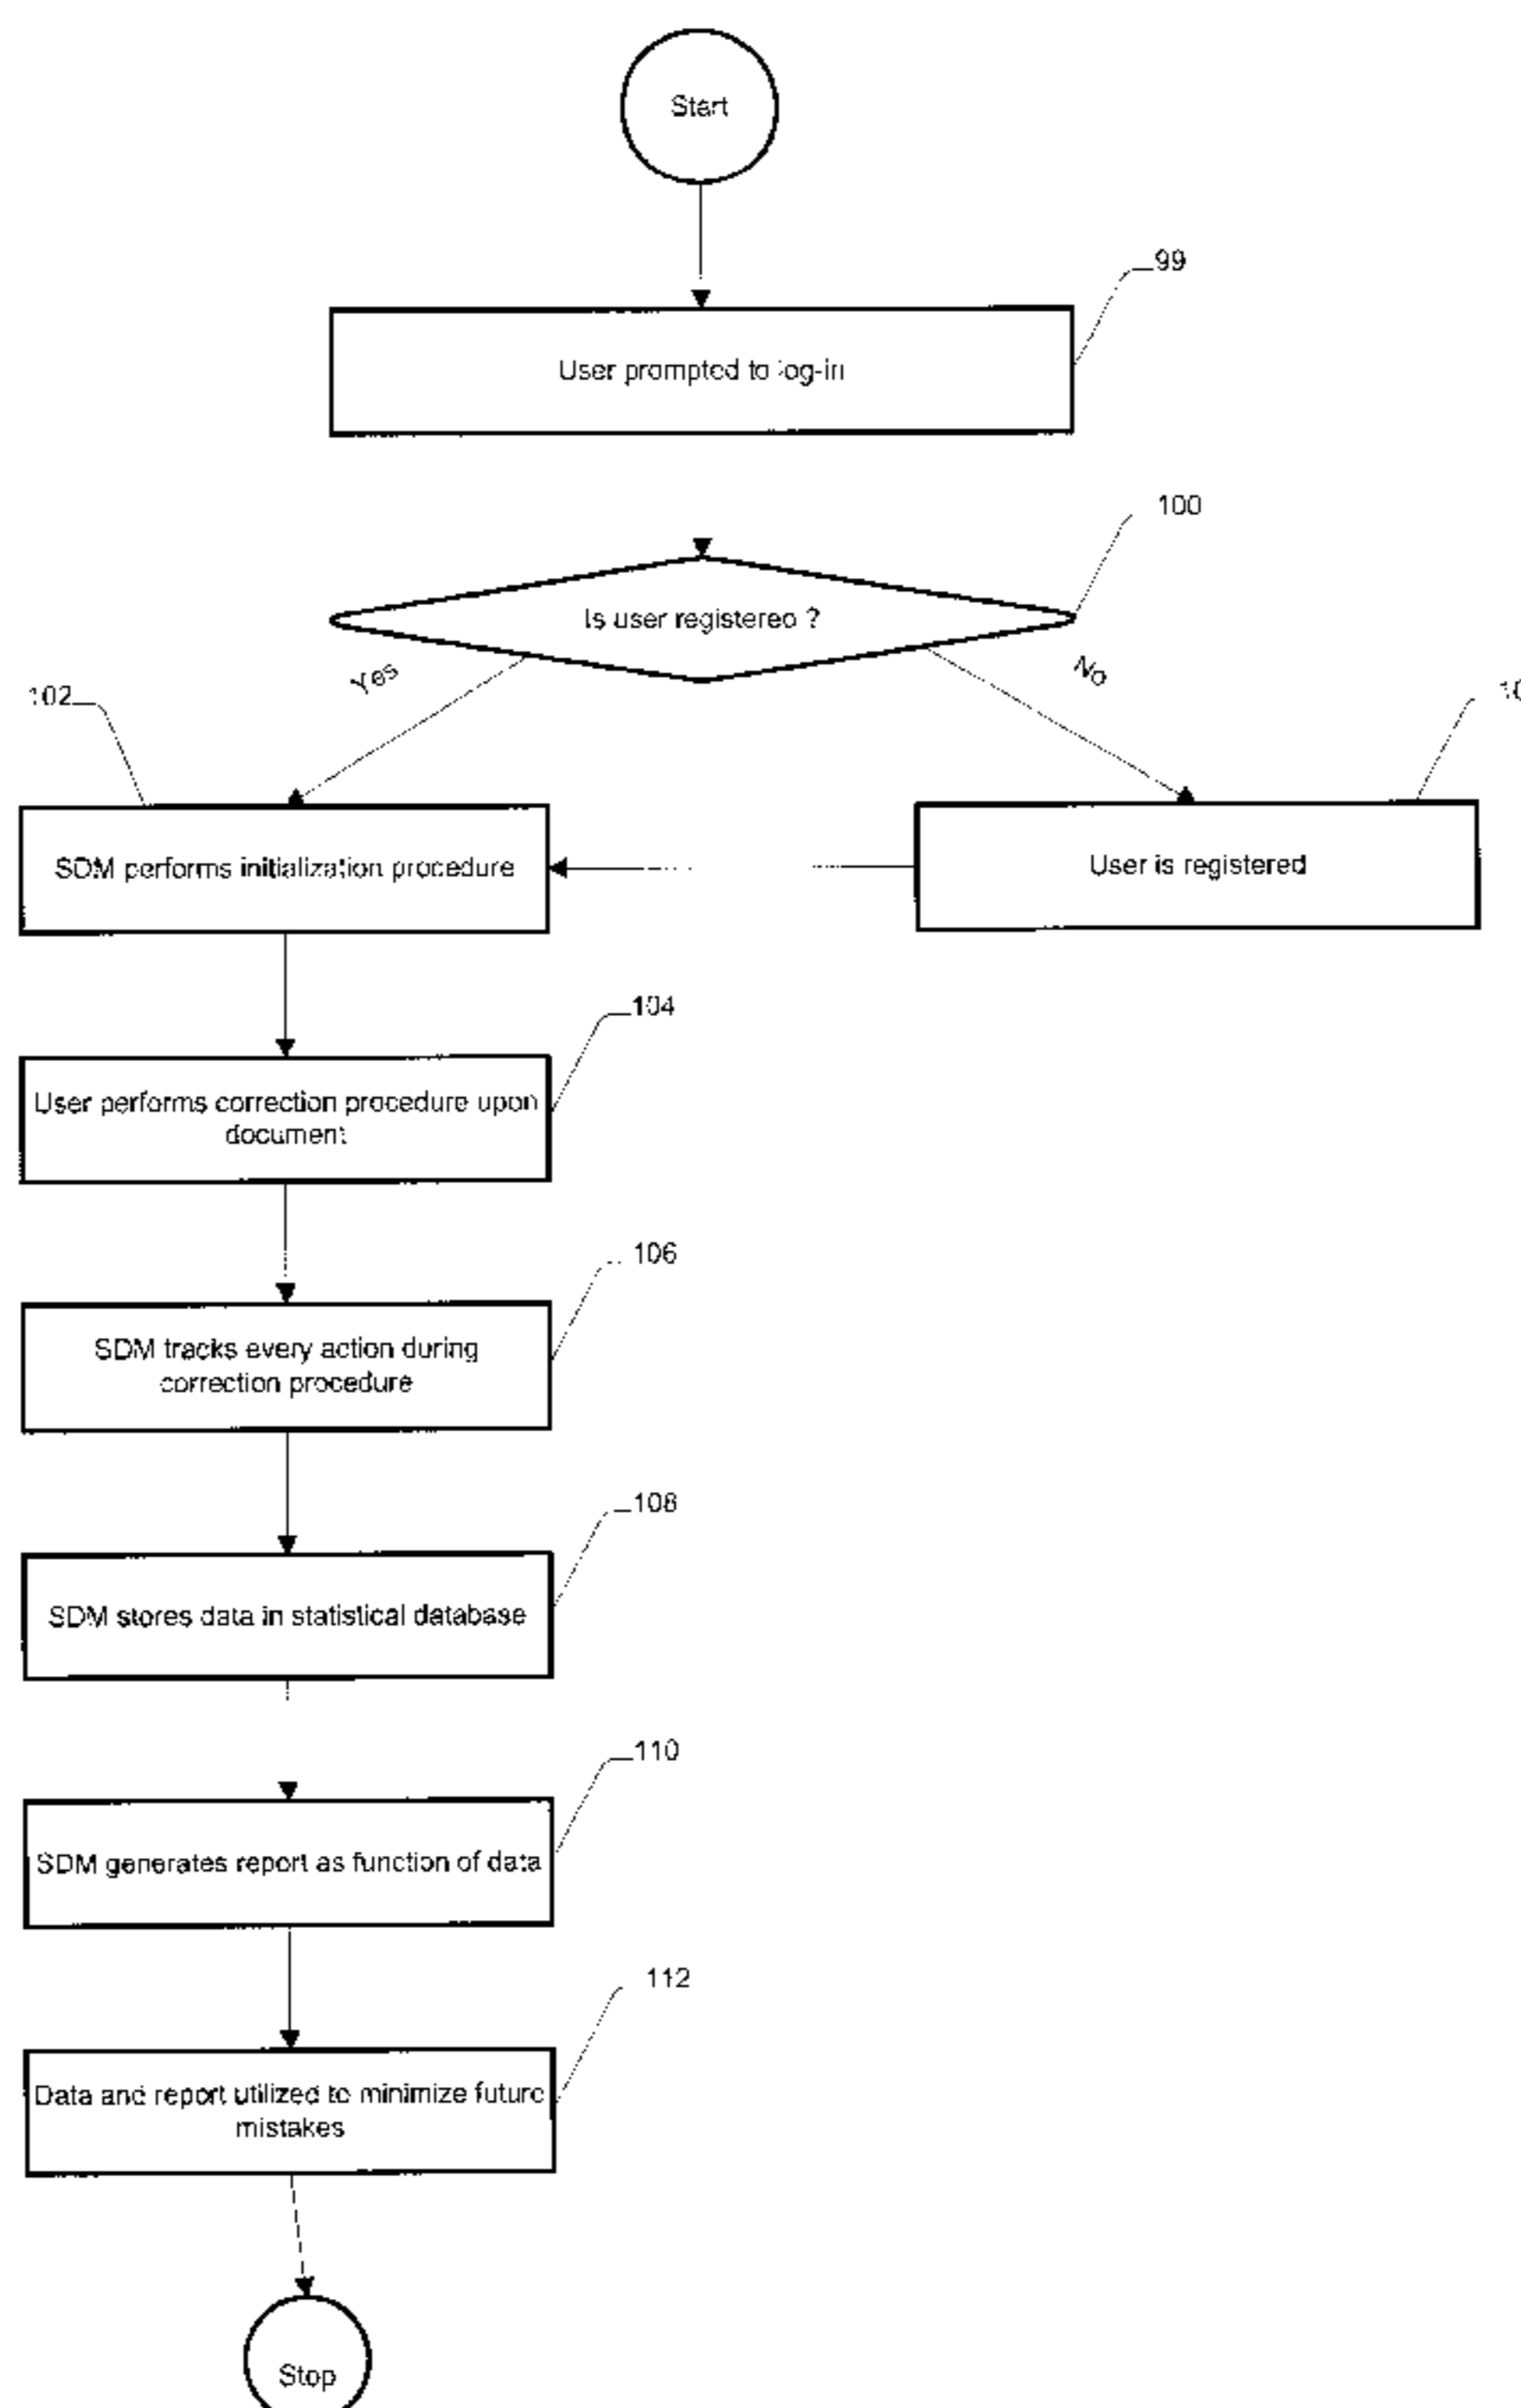 Start
99
User prompted to log-in
100
Is user registered ?
Yes
No
102
SDM performs initialization procedure
User is registered
104
User performs correction procedure upon
document
106
SDM tracks every action during
correction procedure
108
SDM stores data in statistical database
110
SDM generates report as function of data
112
Data and report utilized to minimize future
mistakes
Stop